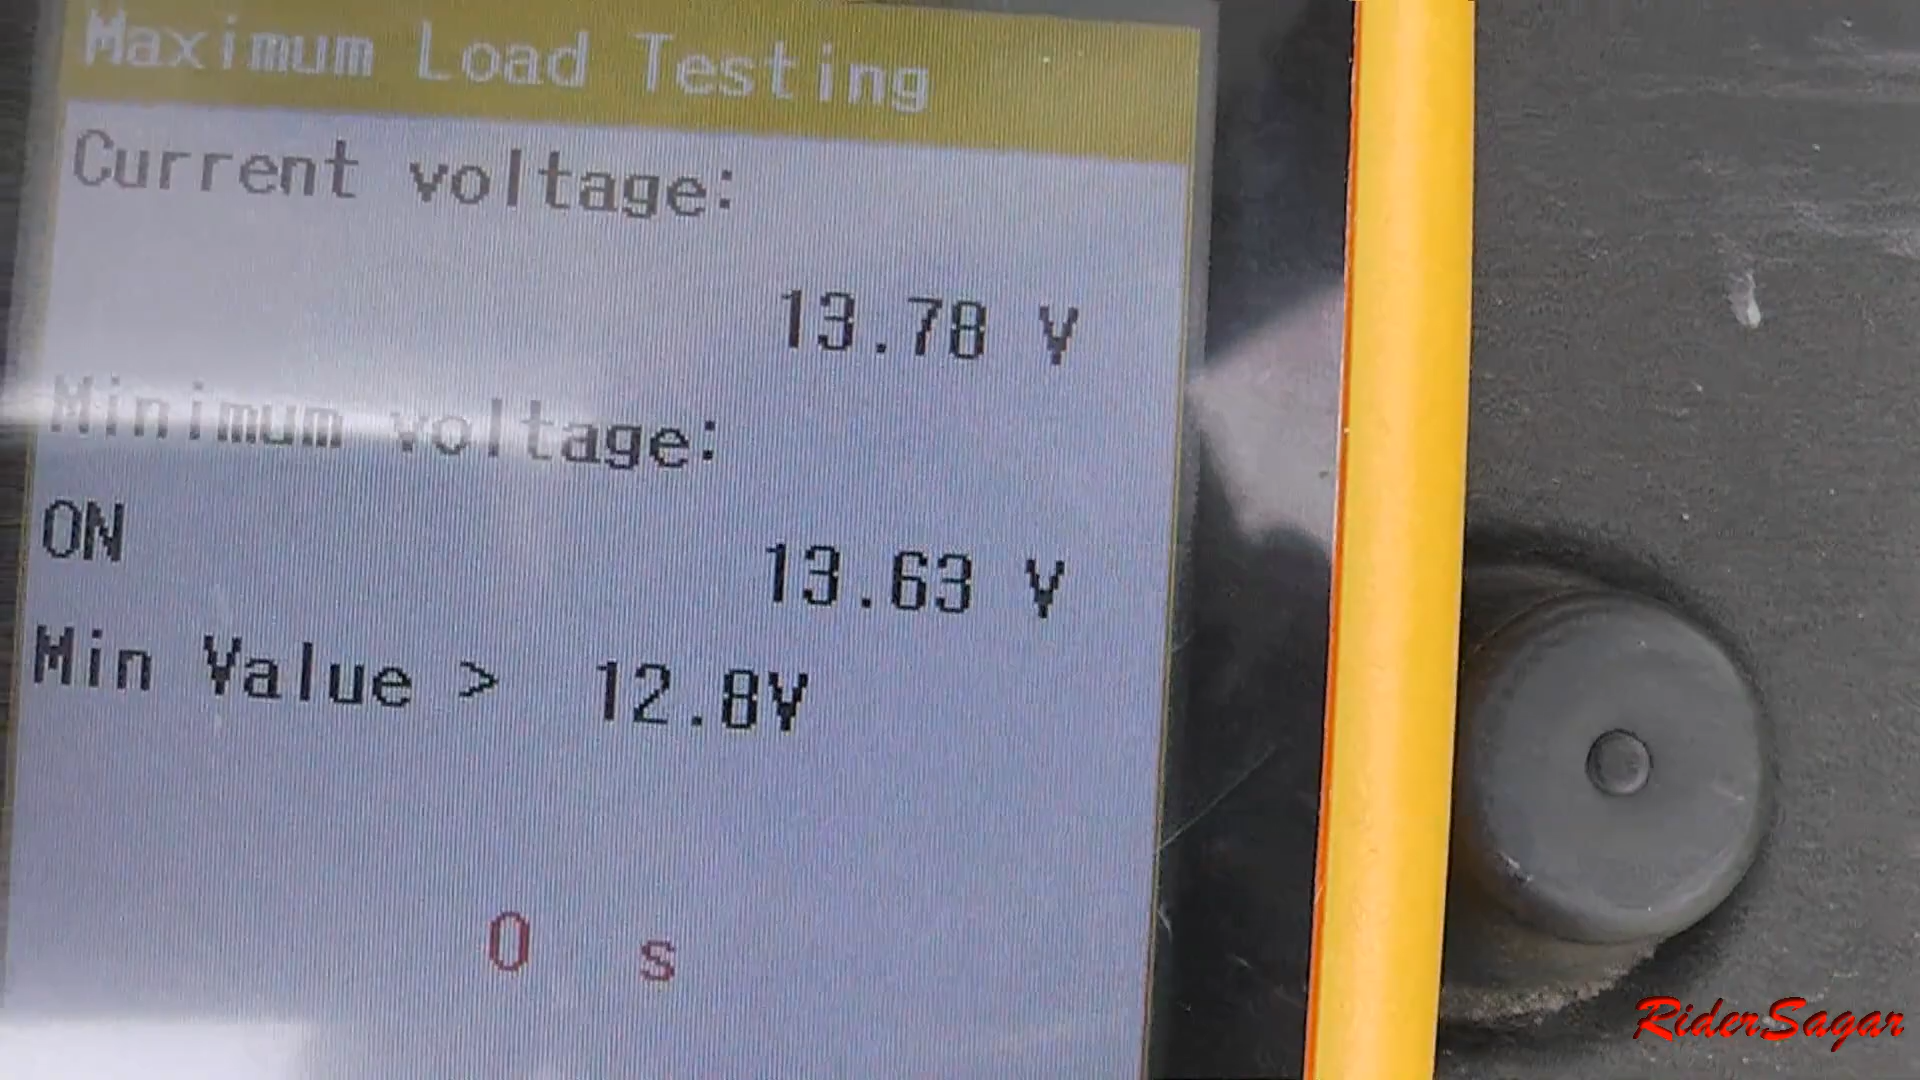 Maximum Load Testing
Current voltage:
13.78 V
Minimum voltage:
ON
13.63 V
Min Value > 12.8V
0 s
RiderSagar